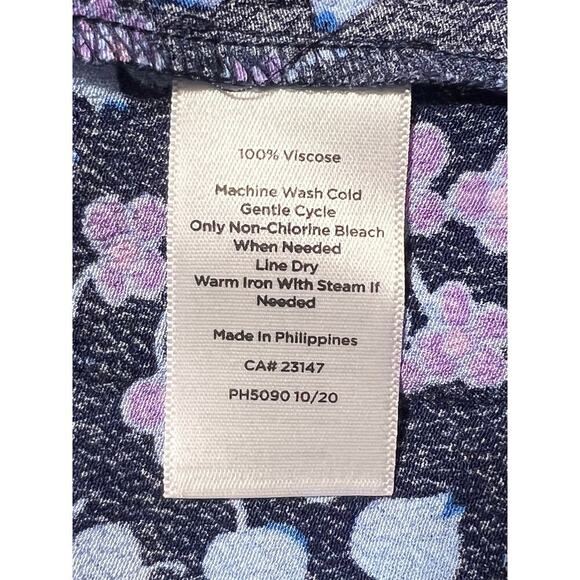 100% Viscose
Machine Wash Cold
Gentle Cycle
Only Non-Chlorine Bleach
When Needed
Line Dry
Warm Iron With Steam If
Needed
Made In Philippines
CA# 23147
PH5090 10/20